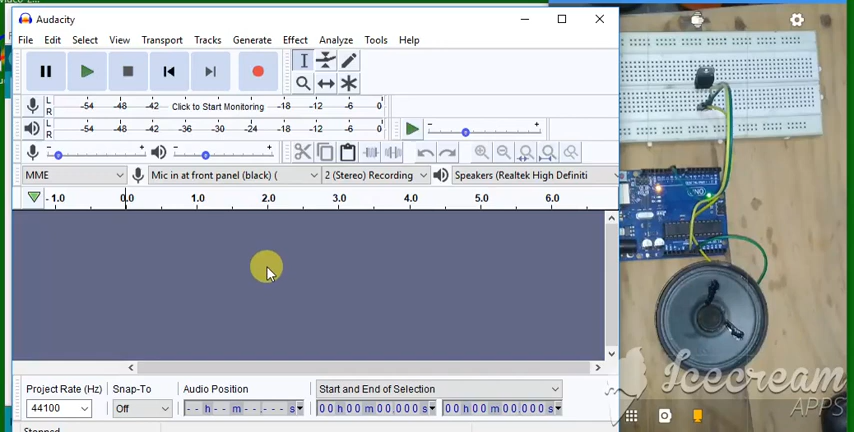 Audacity
File Edit Select View Transport Tracks Generate Effect Analyze Tools Help
L R -54 -48 -42 Click to Start Monitoring -18 -12 -6 0
L R -54 -48 -42 -36 -30 -24 -18 -12 -6 0
MME Mic in at front panel (black) ( 2 (Stereo) Recording Speakers (Realtek High Definiti
- 1.0 0.0 1.0 2.0 3.0 4.0 5.0 6.0
Project Rate (Hz) Snap-To Audio Position Start and End of Selection
44100 Off - - h - - m - - . - - - s 00 h 00 m 00.000 s 00 h 00 m 00.000 s
Stopped
Icecream
APPS